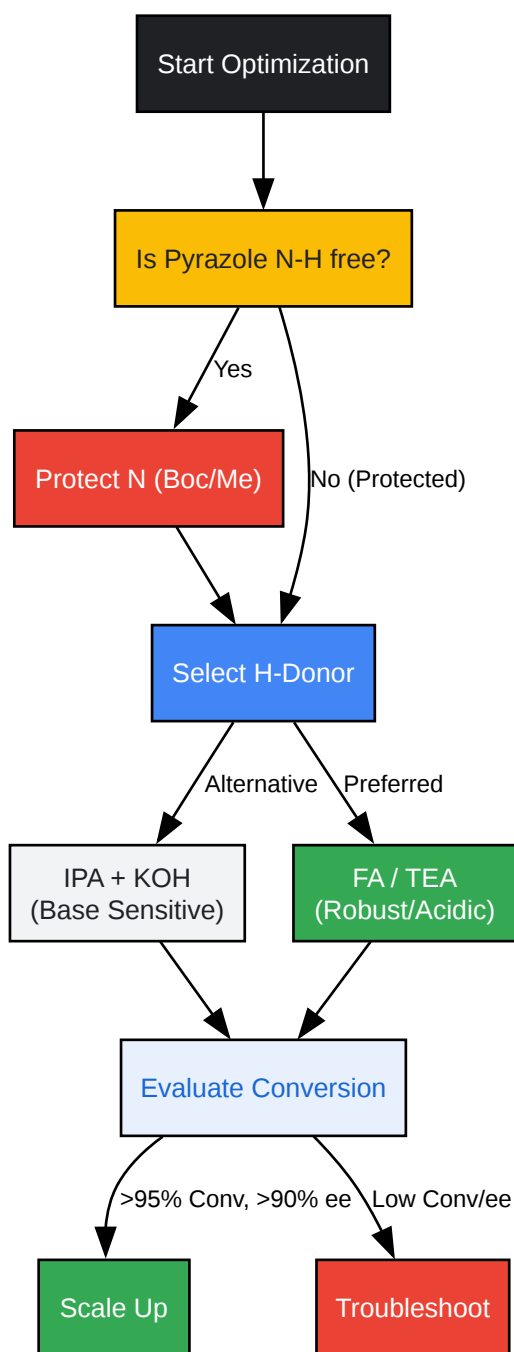 Start Optimization
Is Pyrazole N-H free?
Yes
Protect N (Boc/Me)
No (Protected)
Select H-Donor
Alternative
Preferred
IPA + KOH
(Base Sensitive)
FA / TEA
(Robust/Acidic)
Evaluate Conversion
>95% Conv, >90% ee
Low Conv/ee
Scale Up
Troubleshoot